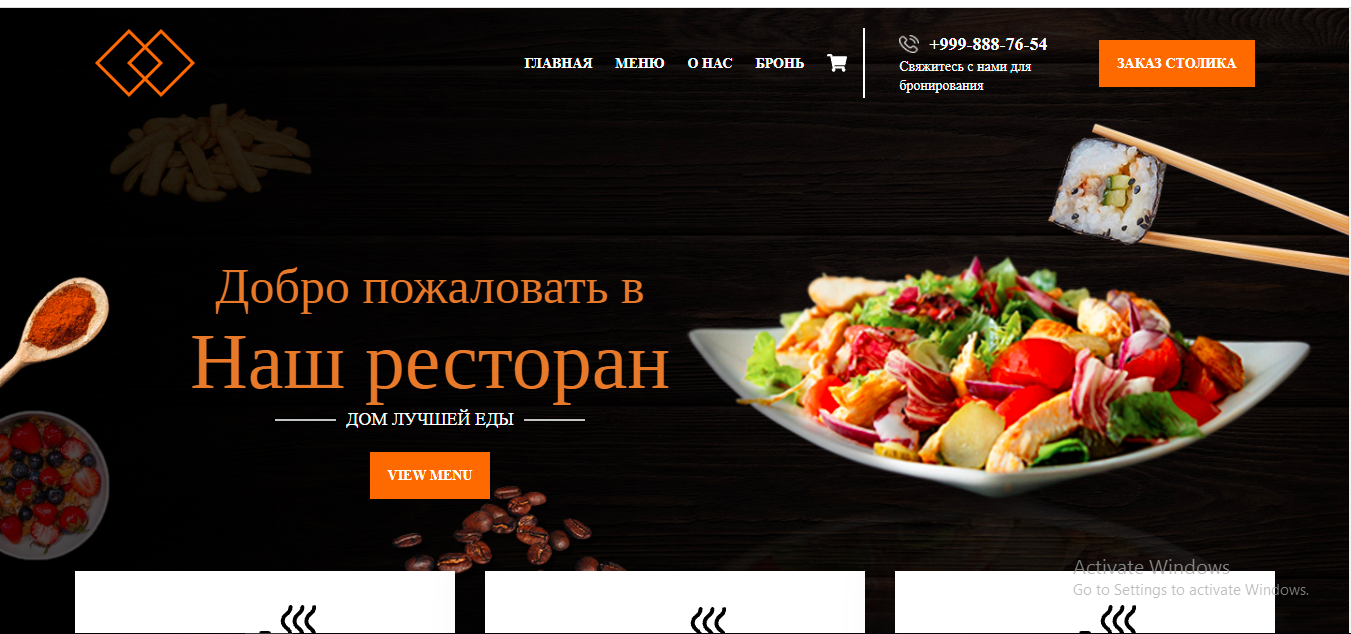 ГЛАВНАЯ МЕНЮ О НАС БРОНЬ
+999-888-76-54
Свяжитесь с нами для
бронирования
ЗАКАЗ СТОЛИКА
Добро пожаловать в
Наш ресторан
ДОМ ЛУЧШЕЙ ЕДЫ
VIEW MENU
Activate Windows
Go to Settings to activate Windows.